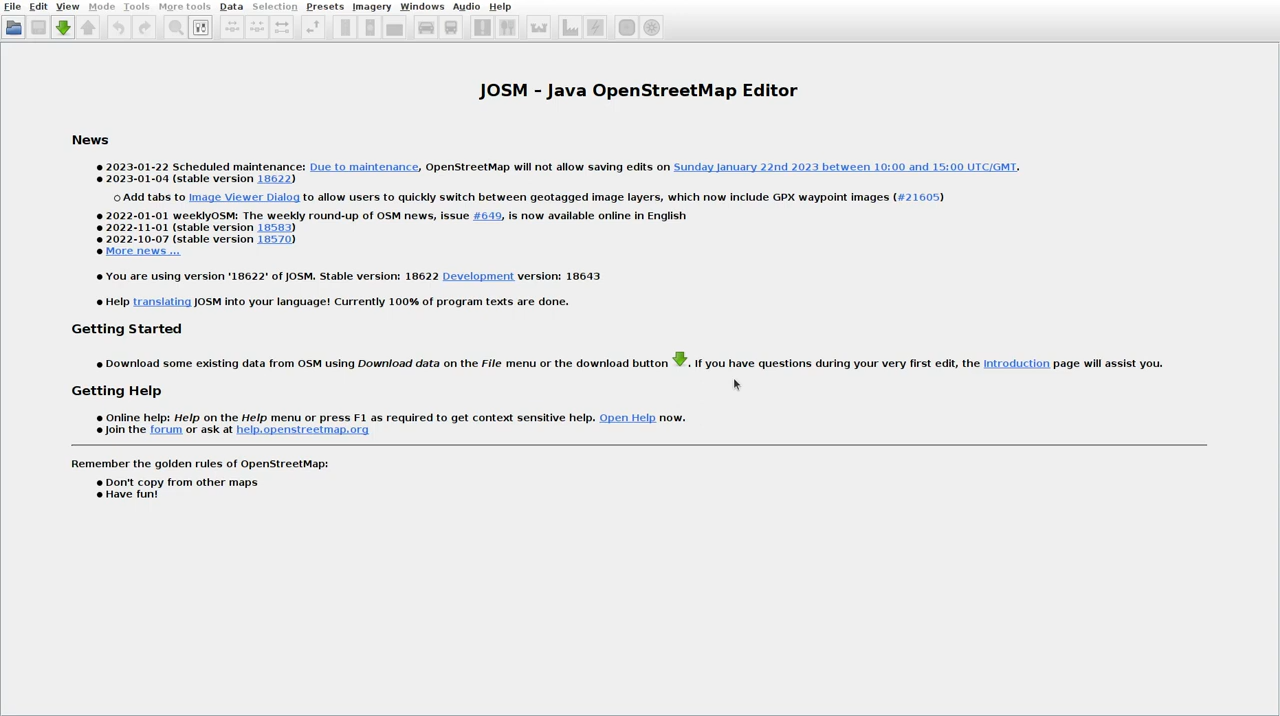 File Edit View Mode Tools More tools Data Selection Presets Imagery Windows Audio Help
JOSM – Java OpenStreetMap Editor
News
● 2023-01-22 Scheduled maintenance: Due to maintenance, OpenStreetMap will not allow saving edits on Sunday January 22nd 2023 between 10:00 and 15:00 UTC/GMT.
● 2023-01-04 (stable version 18622)
○ Add tabs to Image Viewer Dialog to allow users to quickly switch between geotagged image layers, which now include GPX waypoint images (#21605)
● 2022-01-01 weeklyOSM: The weekly round-up of OSM news, issue #649, is now available online in English
● 2022-11-01 (stable version 18583)
● 2022-10-07 (stable version 18570)
● More news ...
● You are using version '18622' of JOSM. Stable version: 18622 Development version: 18643
● Help translating JOSM into your language! Currently 100% of program texts are done.
Getting Started
● Download some existing data from OSM using Download data on the File menu or the download button . If you have questions during your very first edit, the Introduction page will assist you.
Getting Help
● Online help: Help on the Help menu or press F1 as required to get context sensitive help. Open Help now.
● Join the forum or ask at help.openstreetmap.org
Remember the golden rules of OpenStreetMap:
● Don't copy from other maps
● Have fun!